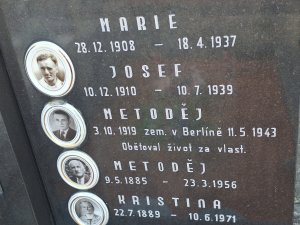 MARIE
28.12.1908 – 18.4.1937
JOSEF
10.12.1910 – 10.7.1939
METODĚJ
3.10.1919 zem. v Berlíně 11.5.1943
Obětoval život za vlast.
METODĚJ
9.5.1885 – 23.3.1956
KRISTINA
22.7.1889 – 10.6.1971